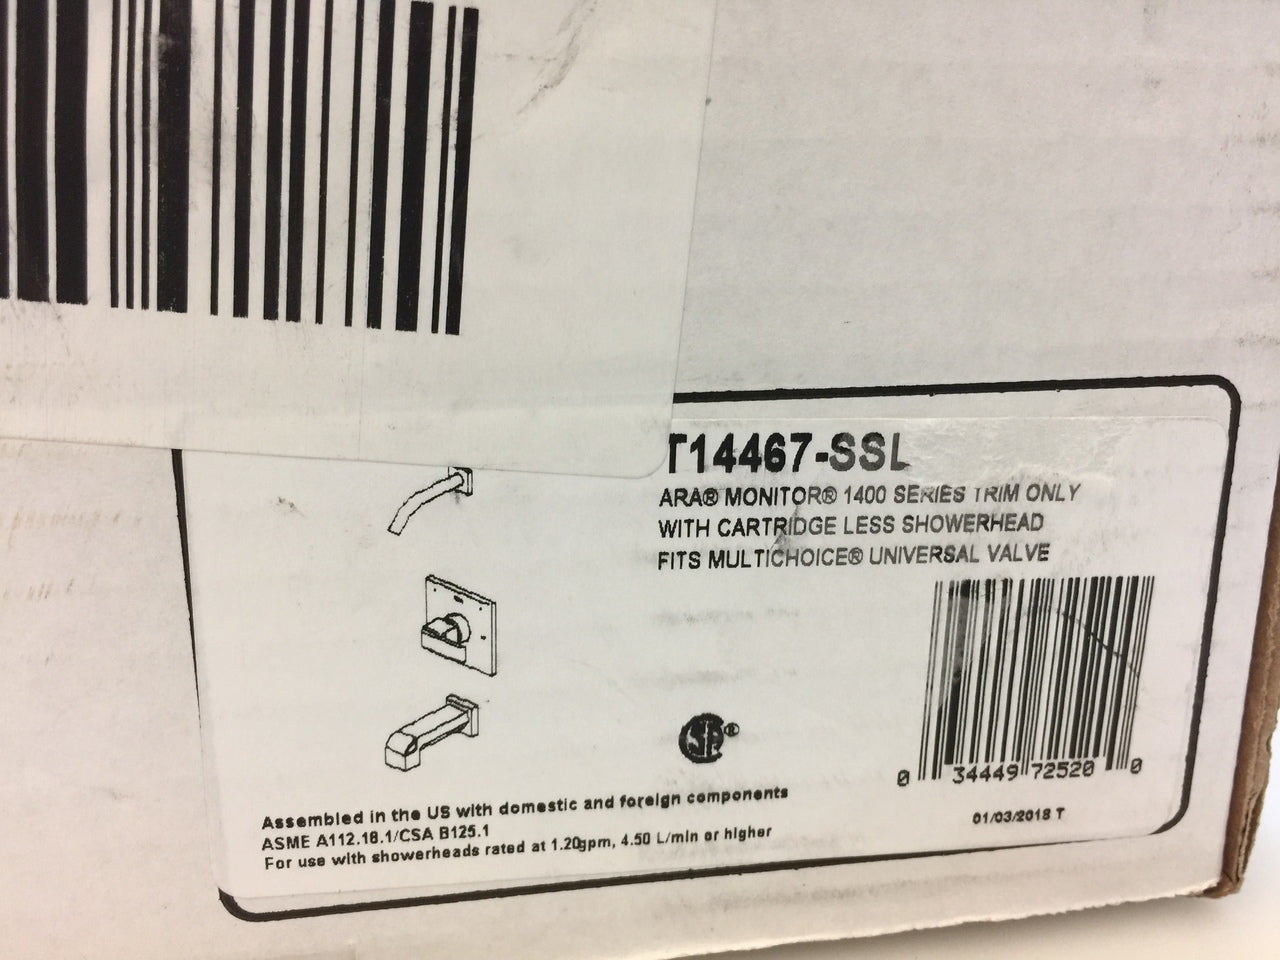 T14467-SSL
ARA® MONITOR® 1400 SERIES TRIM ONLY
WITH CARTRIDGE LESS SHOWERHEAD
FITS MULTICHOICE® UNIVERSAL VALVE
SA®
0 34449 72520 0
01/03/2018 T
Assembled in the US with domestic and foreign components
ASME A112.18.1/CSA B125.1
For use with showerheads rated at 1.20gpm, 4.50 L/min or higher